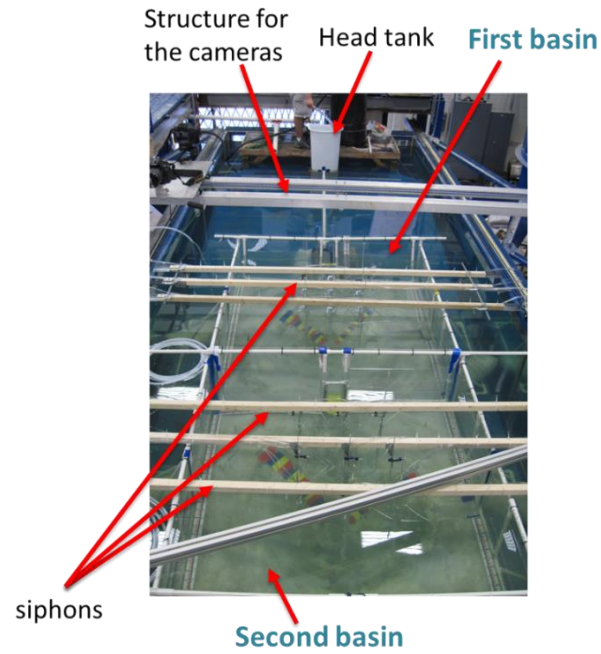 Structure for
the cameras
Head tank
First basin
siphons
Second basin